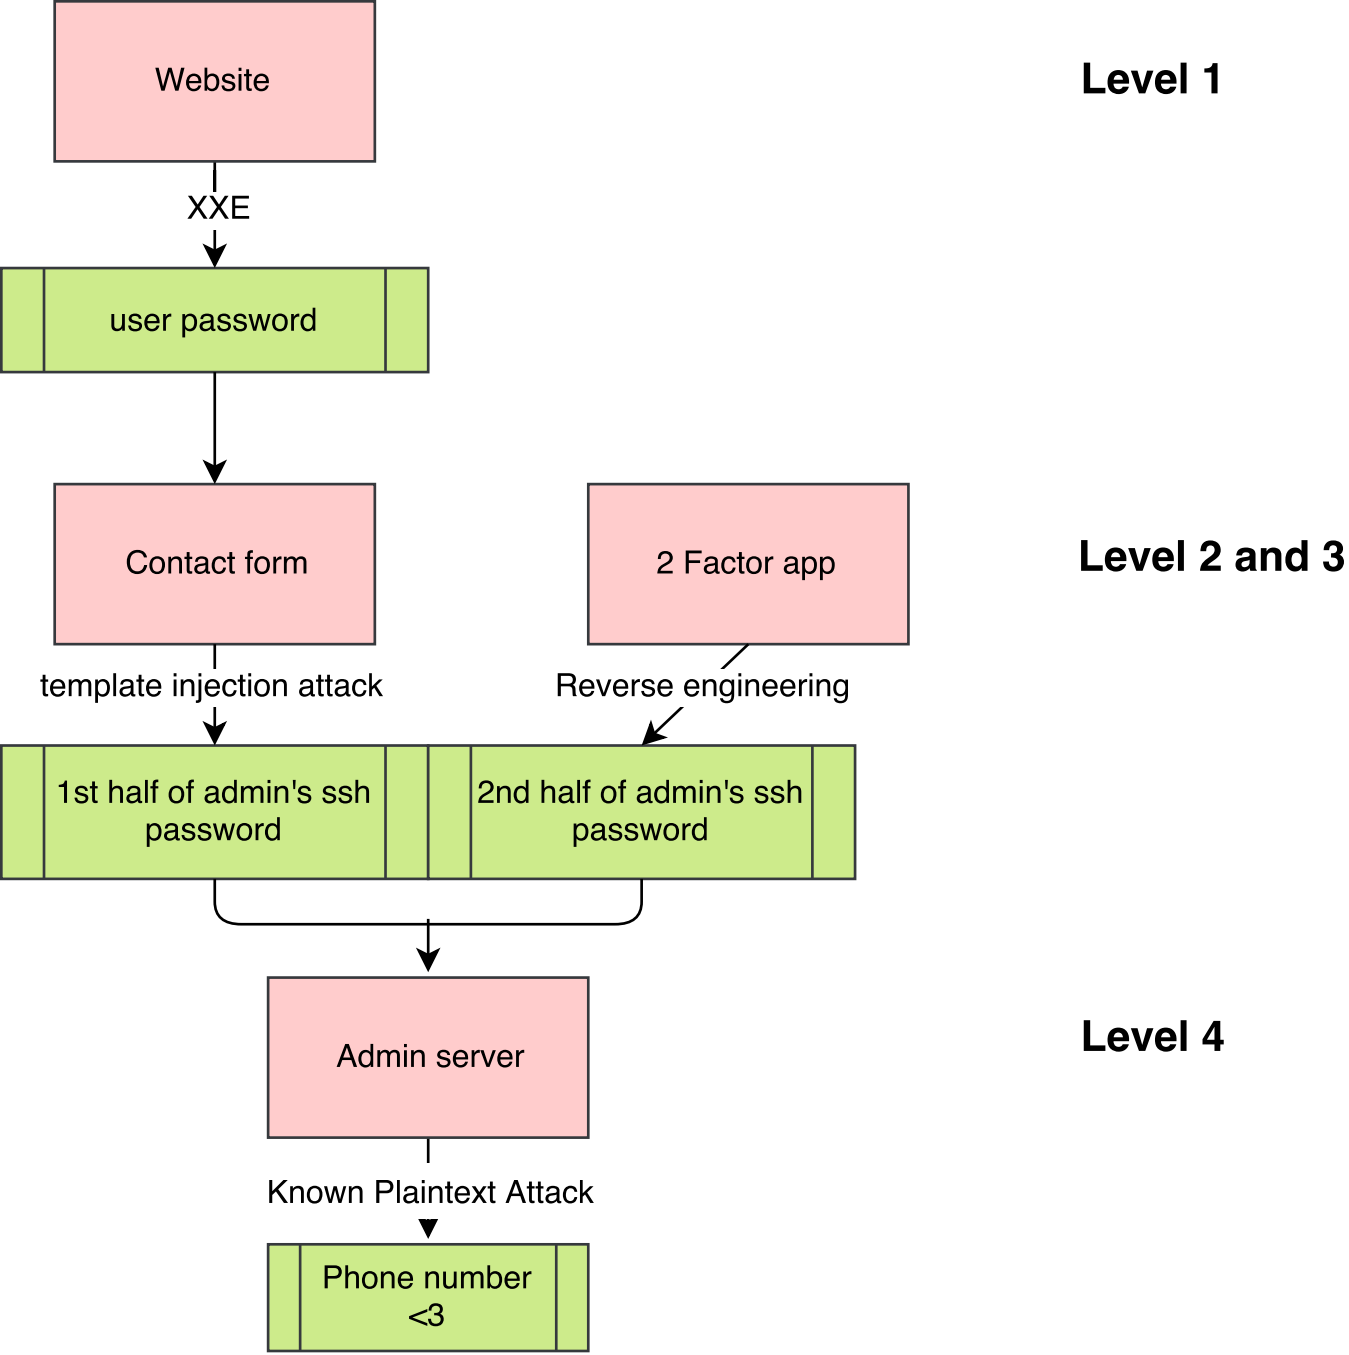 Website
Level 1
XXE
user password
Contact form
2 Factor app
Level 2 and 3
template injection attack
Reverse engineering
1st half of admin's ssh
password
2nd half of admin's ssh
password
Admin server
Level 4
Known Plaintext Attack
Phone number
<3